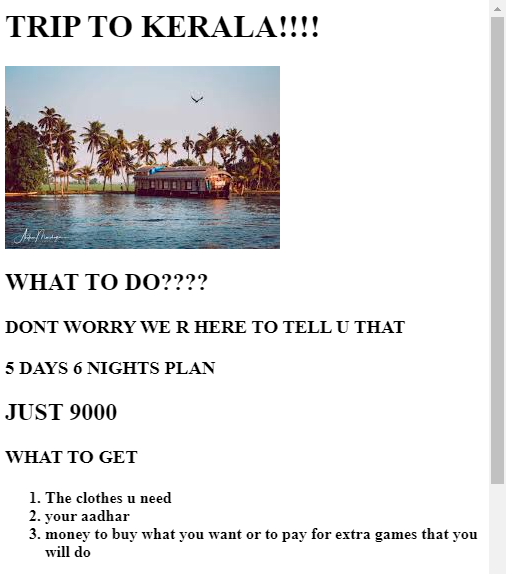 TRIP TO KERALA!!!!
WHAT TO DO????
DONT WORRY WE R HERE TO TELL U THAT
5 DAYS 6 NIGHTS PLAN
JUST 9000
WHAT TO GET
1. The clothes u need
2. your aadhar
3. money to buy what you want or to pay for extra games that you
will do